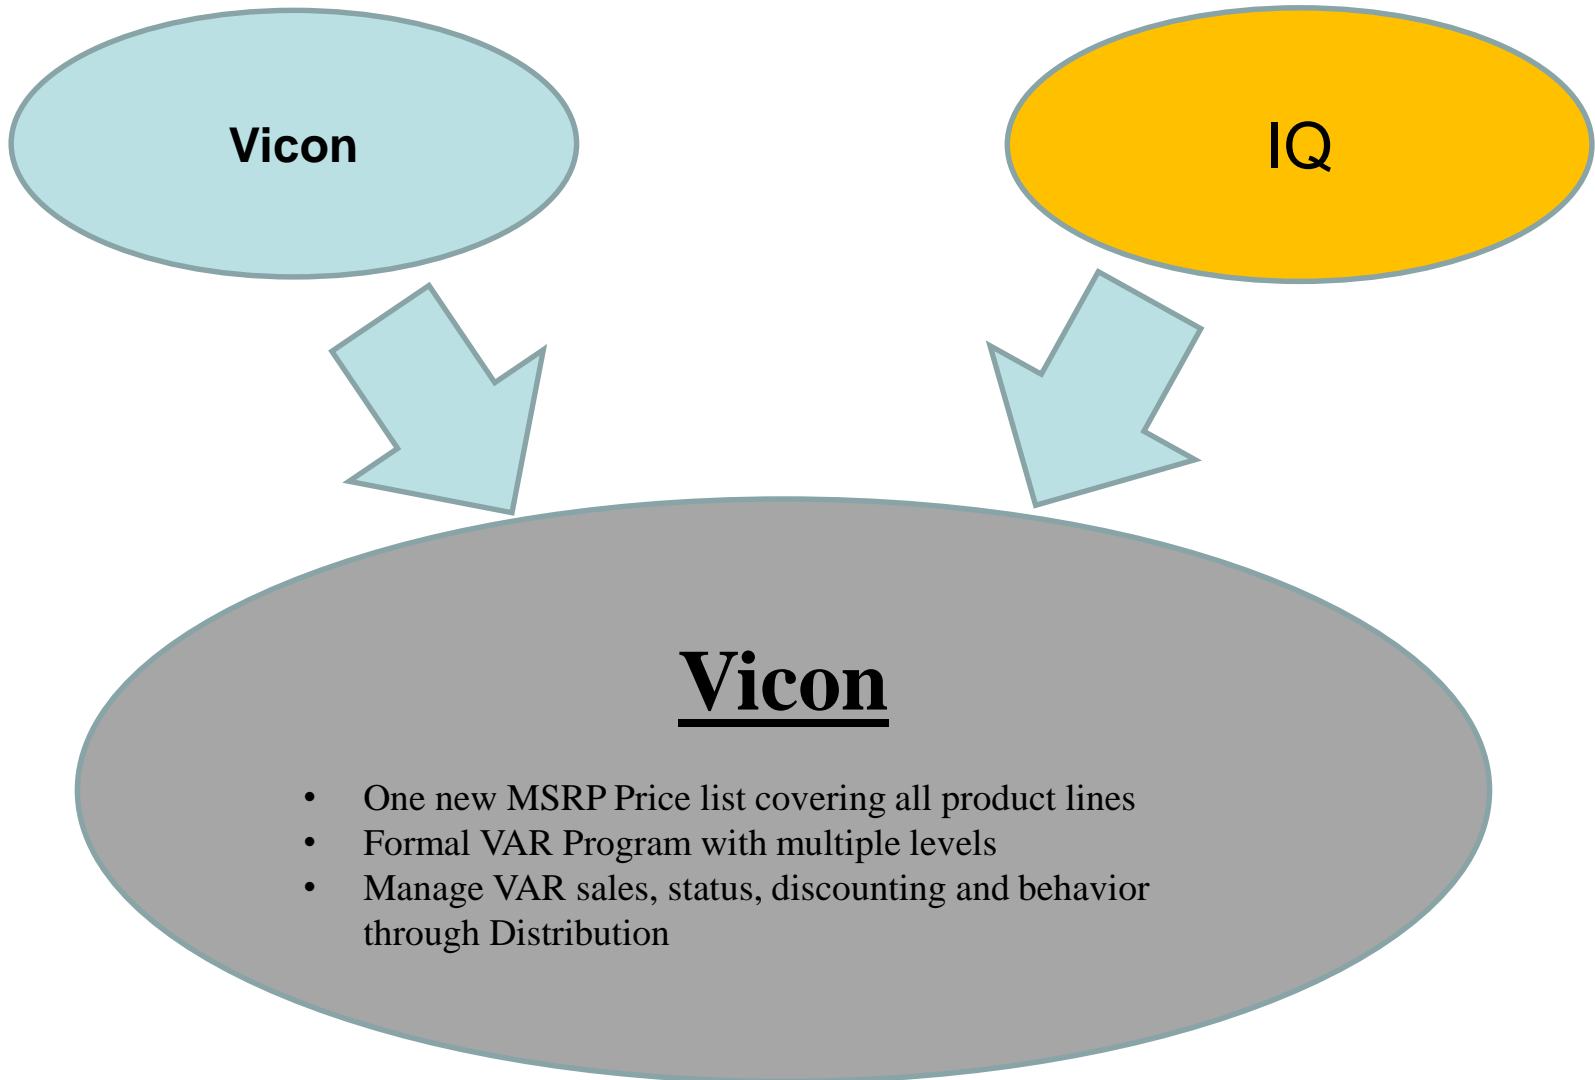 Vicon
IQ
Vicon
• One new MSRP Price list covering all product lines
• Formal VAR Program with multiple levels
• Manage VAR sales, status, discounting and behavior
through Distribution